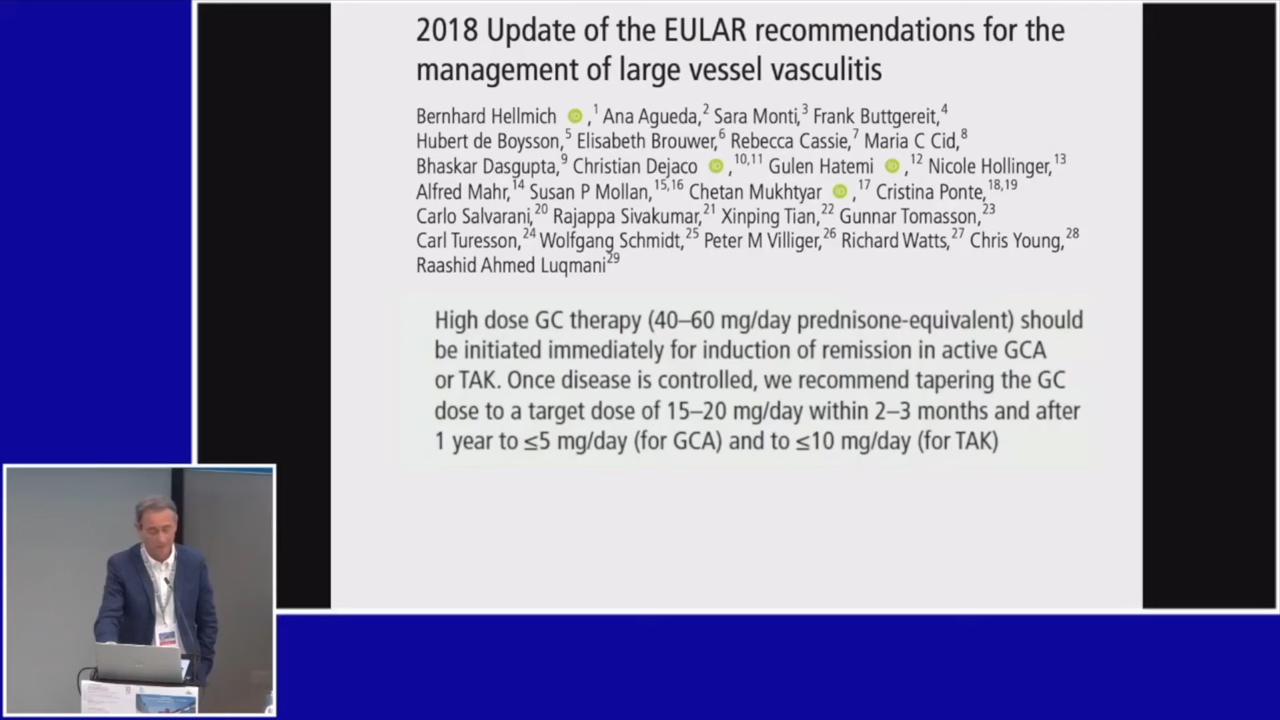 2018 Update of the EULAR recommendations for the
management of large vessel vasculitis
Bernhard Hellmich iD ,1 Ana Agueda,2 Sara Monti,3 Frank Buttgereit,4
Hubert de Boysson,5 Elisabeth Brouwer,6 Rebecca Cassie,7 Maria C Cid,8
Bhaskar Dasgupta,9 Christian Dejaco iD ,10,11 Gulen Hatemi iD ,12 Nicole Hollinger,13
Alfred Mahr,14 Susan P Mollan,15,16 Chetan Mukhtyar iD ,17 Cristina Ponte,18,19
Carlo Salvarani,20 Rajappa Sivakumar,21 Xinping Tian,22 Gunnar Tomasson,23
Carl Turesson,24 Wolfgang Schmidt,25 Peter M Villiger,26 Richard Watts,27 Chris Young,28
Raashid Ahmed Luqmani29
High dose GC therapy (40–60 mg/day prednisone-equivalent) should
be initiated immediately for induction of remission in active GCA
or TAK. Once disease is controlled, we recommend tapering the GC
dose to a target dose of 15–20 mg/day within 2–3 months and after
1 year to ≤5 mg/day (for GCA) and to ≤10 mg/day (for TAK)